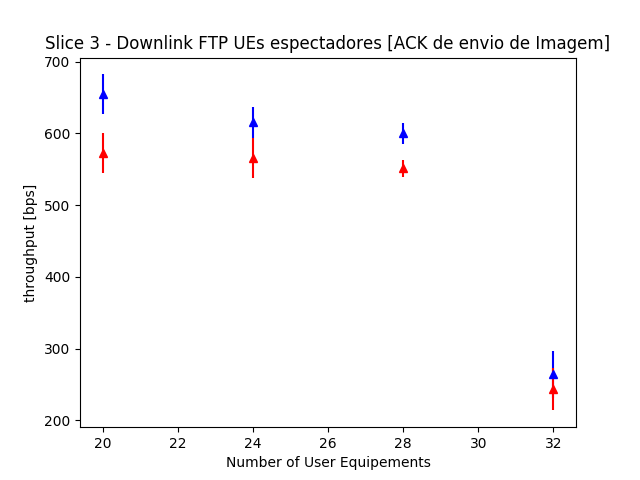 Slice 3 - Downlink FTP UEs espectadores [ACK de envio de Imagem]
700
600
500
400
300
200
throughput [bps]
20 22 24 26 28 30 32
Number of User Equipements